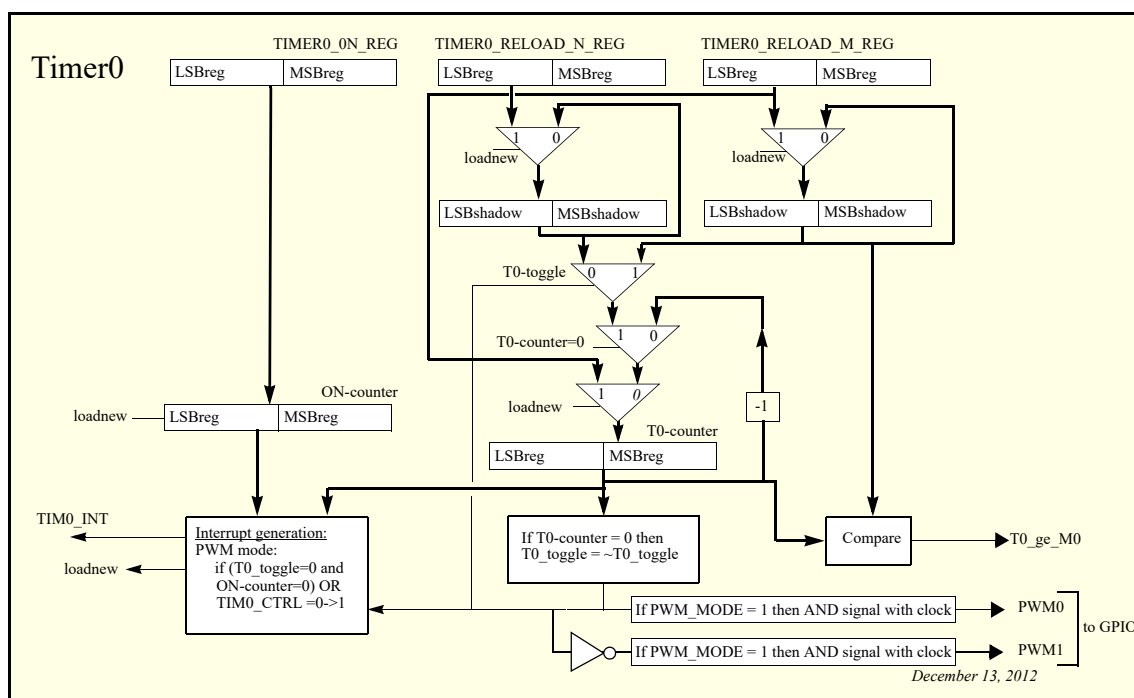 Timer0
TIMER0_0N_REG
TIMER0_RELOAD_N_REG
TIMER0_RELOAD_M_REG
LSBreg MSBreg
LSBreg MSBreg
LSBreg MSBreg
1 0
loadnew
1 0
loadnew
LSBshadow MSBshadow
LSBshadow MSBshadow
T0-toggle
0 1
T0-counter=0
1 0
ON-counter
loadnew
LSBreg MSBreg
loadnew
1 0
-1
T0-counter
LSBreg MSBreg
TIM0_INT
loadnew
Interrupt generation:
PWM mode:
if (T0_toggle=0 and
ON-counter=0) OR
TIM0_CTRL =0->1
If T0-counter = 0 then
T0_toggle = ~T0_toggle
Compare
T0_ge_M0
If PWM_MODE = 1 then AND signal with clock
PWM0
to GPIO
If PWM_MODE = 1 then AND signal with clock
PWM1
December 13, 2012